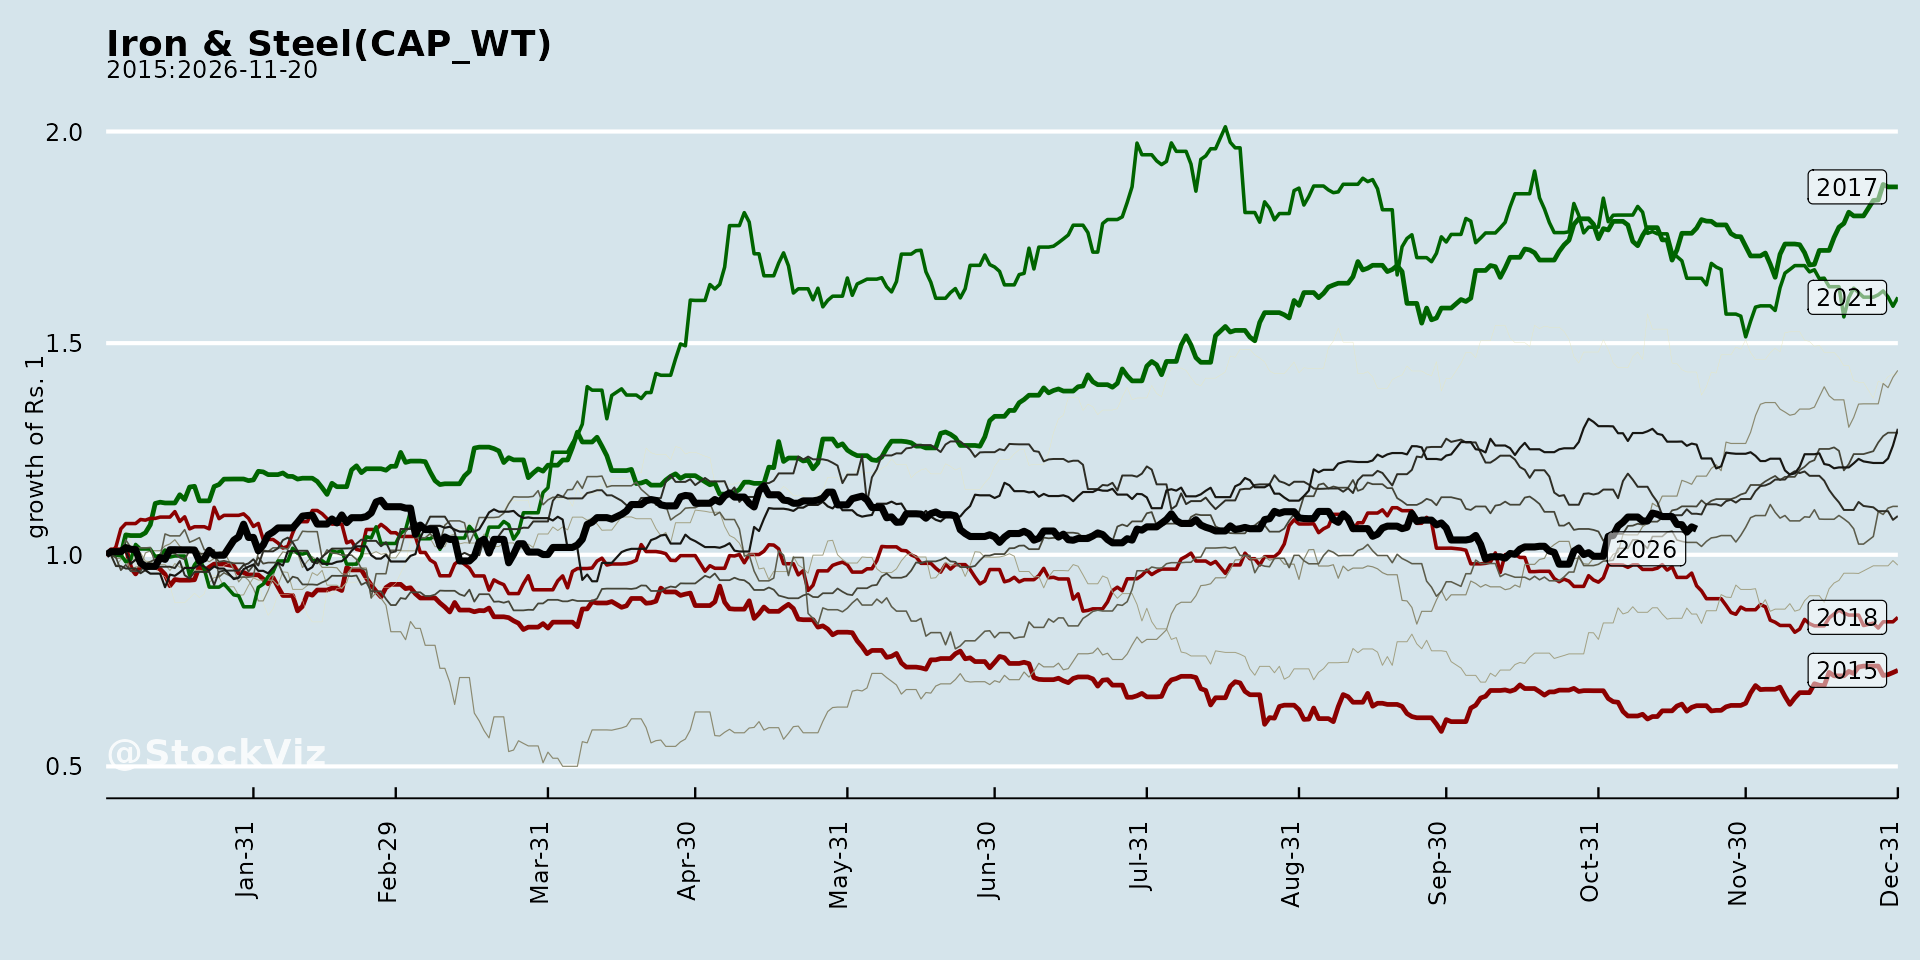 Iron & Steel(CAP_WT)
2015:2026-11-20
growth of Rs. 1
2.0
1.5
1.0
0.5
2017
2021
2026
2018
2015
@StockViz
Jan-31
Feb-29
Mar-31
Apr-30
May-31
Jun-30
Jul-31
Aug-31
Sep-30
Oct-31
Nov-30
Dec-31